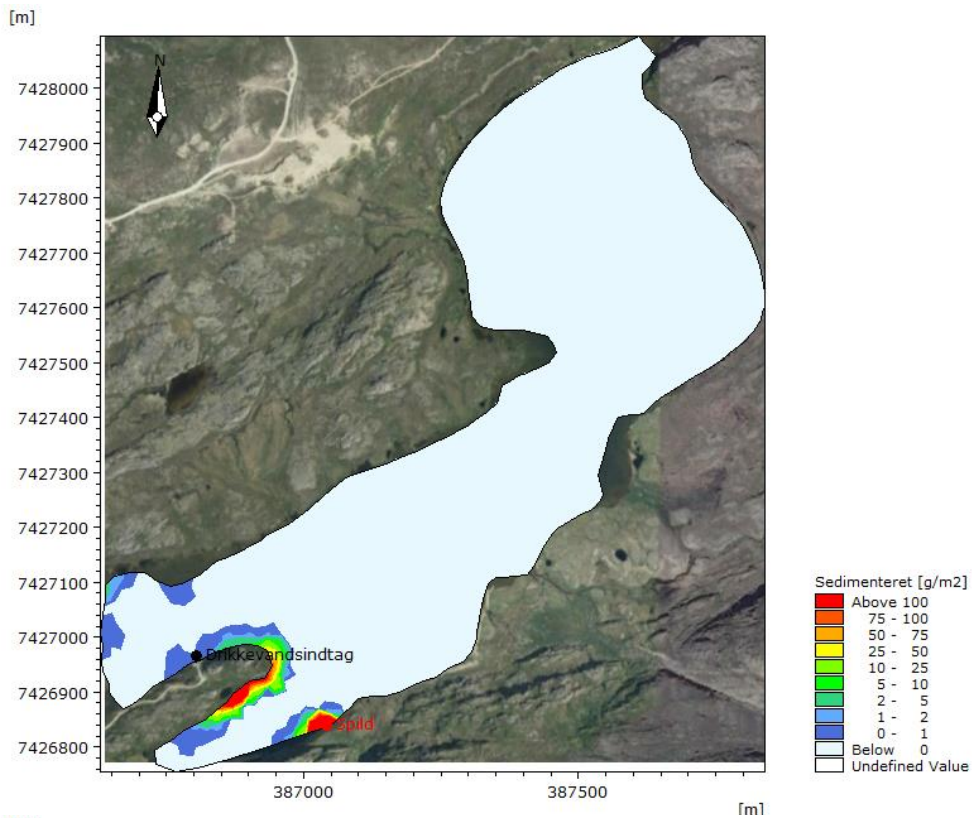 [m]
N
7428000
7427900
7427800
7427700
7427600
7427500
7427400
7427300
7427200
7427100
7427000
7426900
7426800
Drikkevandsindtag
Spild
387000
387500
[m]
Sedimenteret [g/m2]
Above 100
75 - 100
50 - 75
25 - 50
10 - 25
5 - 10
2 - 5
1 - 2
0 - 1
Below 0
Undefined Value